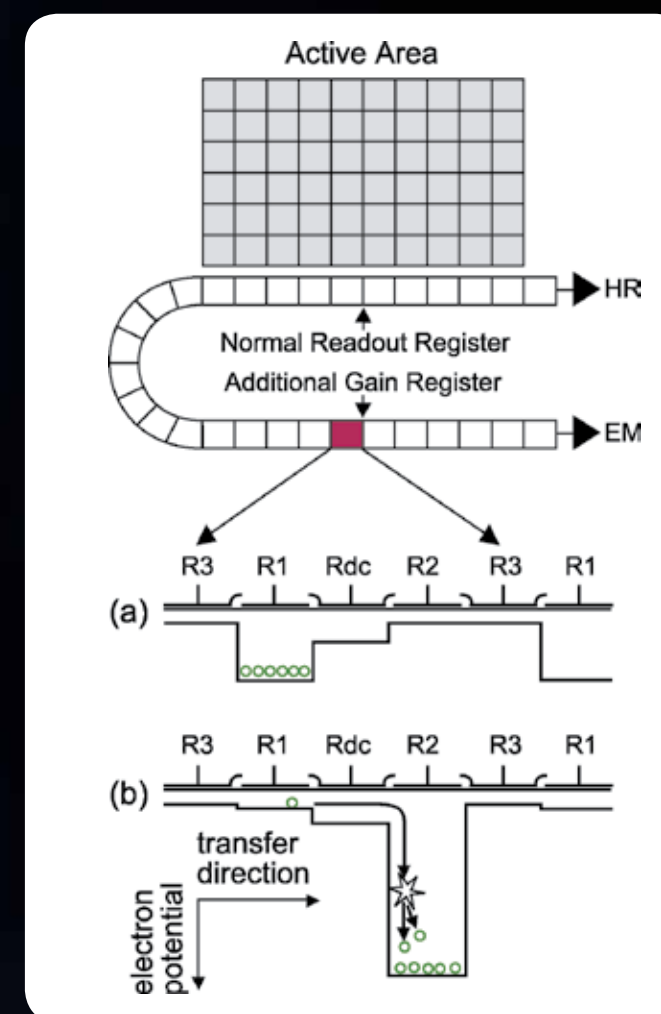 Active Area
HR
Normal Readout Register
Additional Gain Register
EM
R3 R1 Rdc R2 R3 R1
(a)
R3 R1 Rdc R2 R3 R1
(b)
transfer
direction
electron
potential